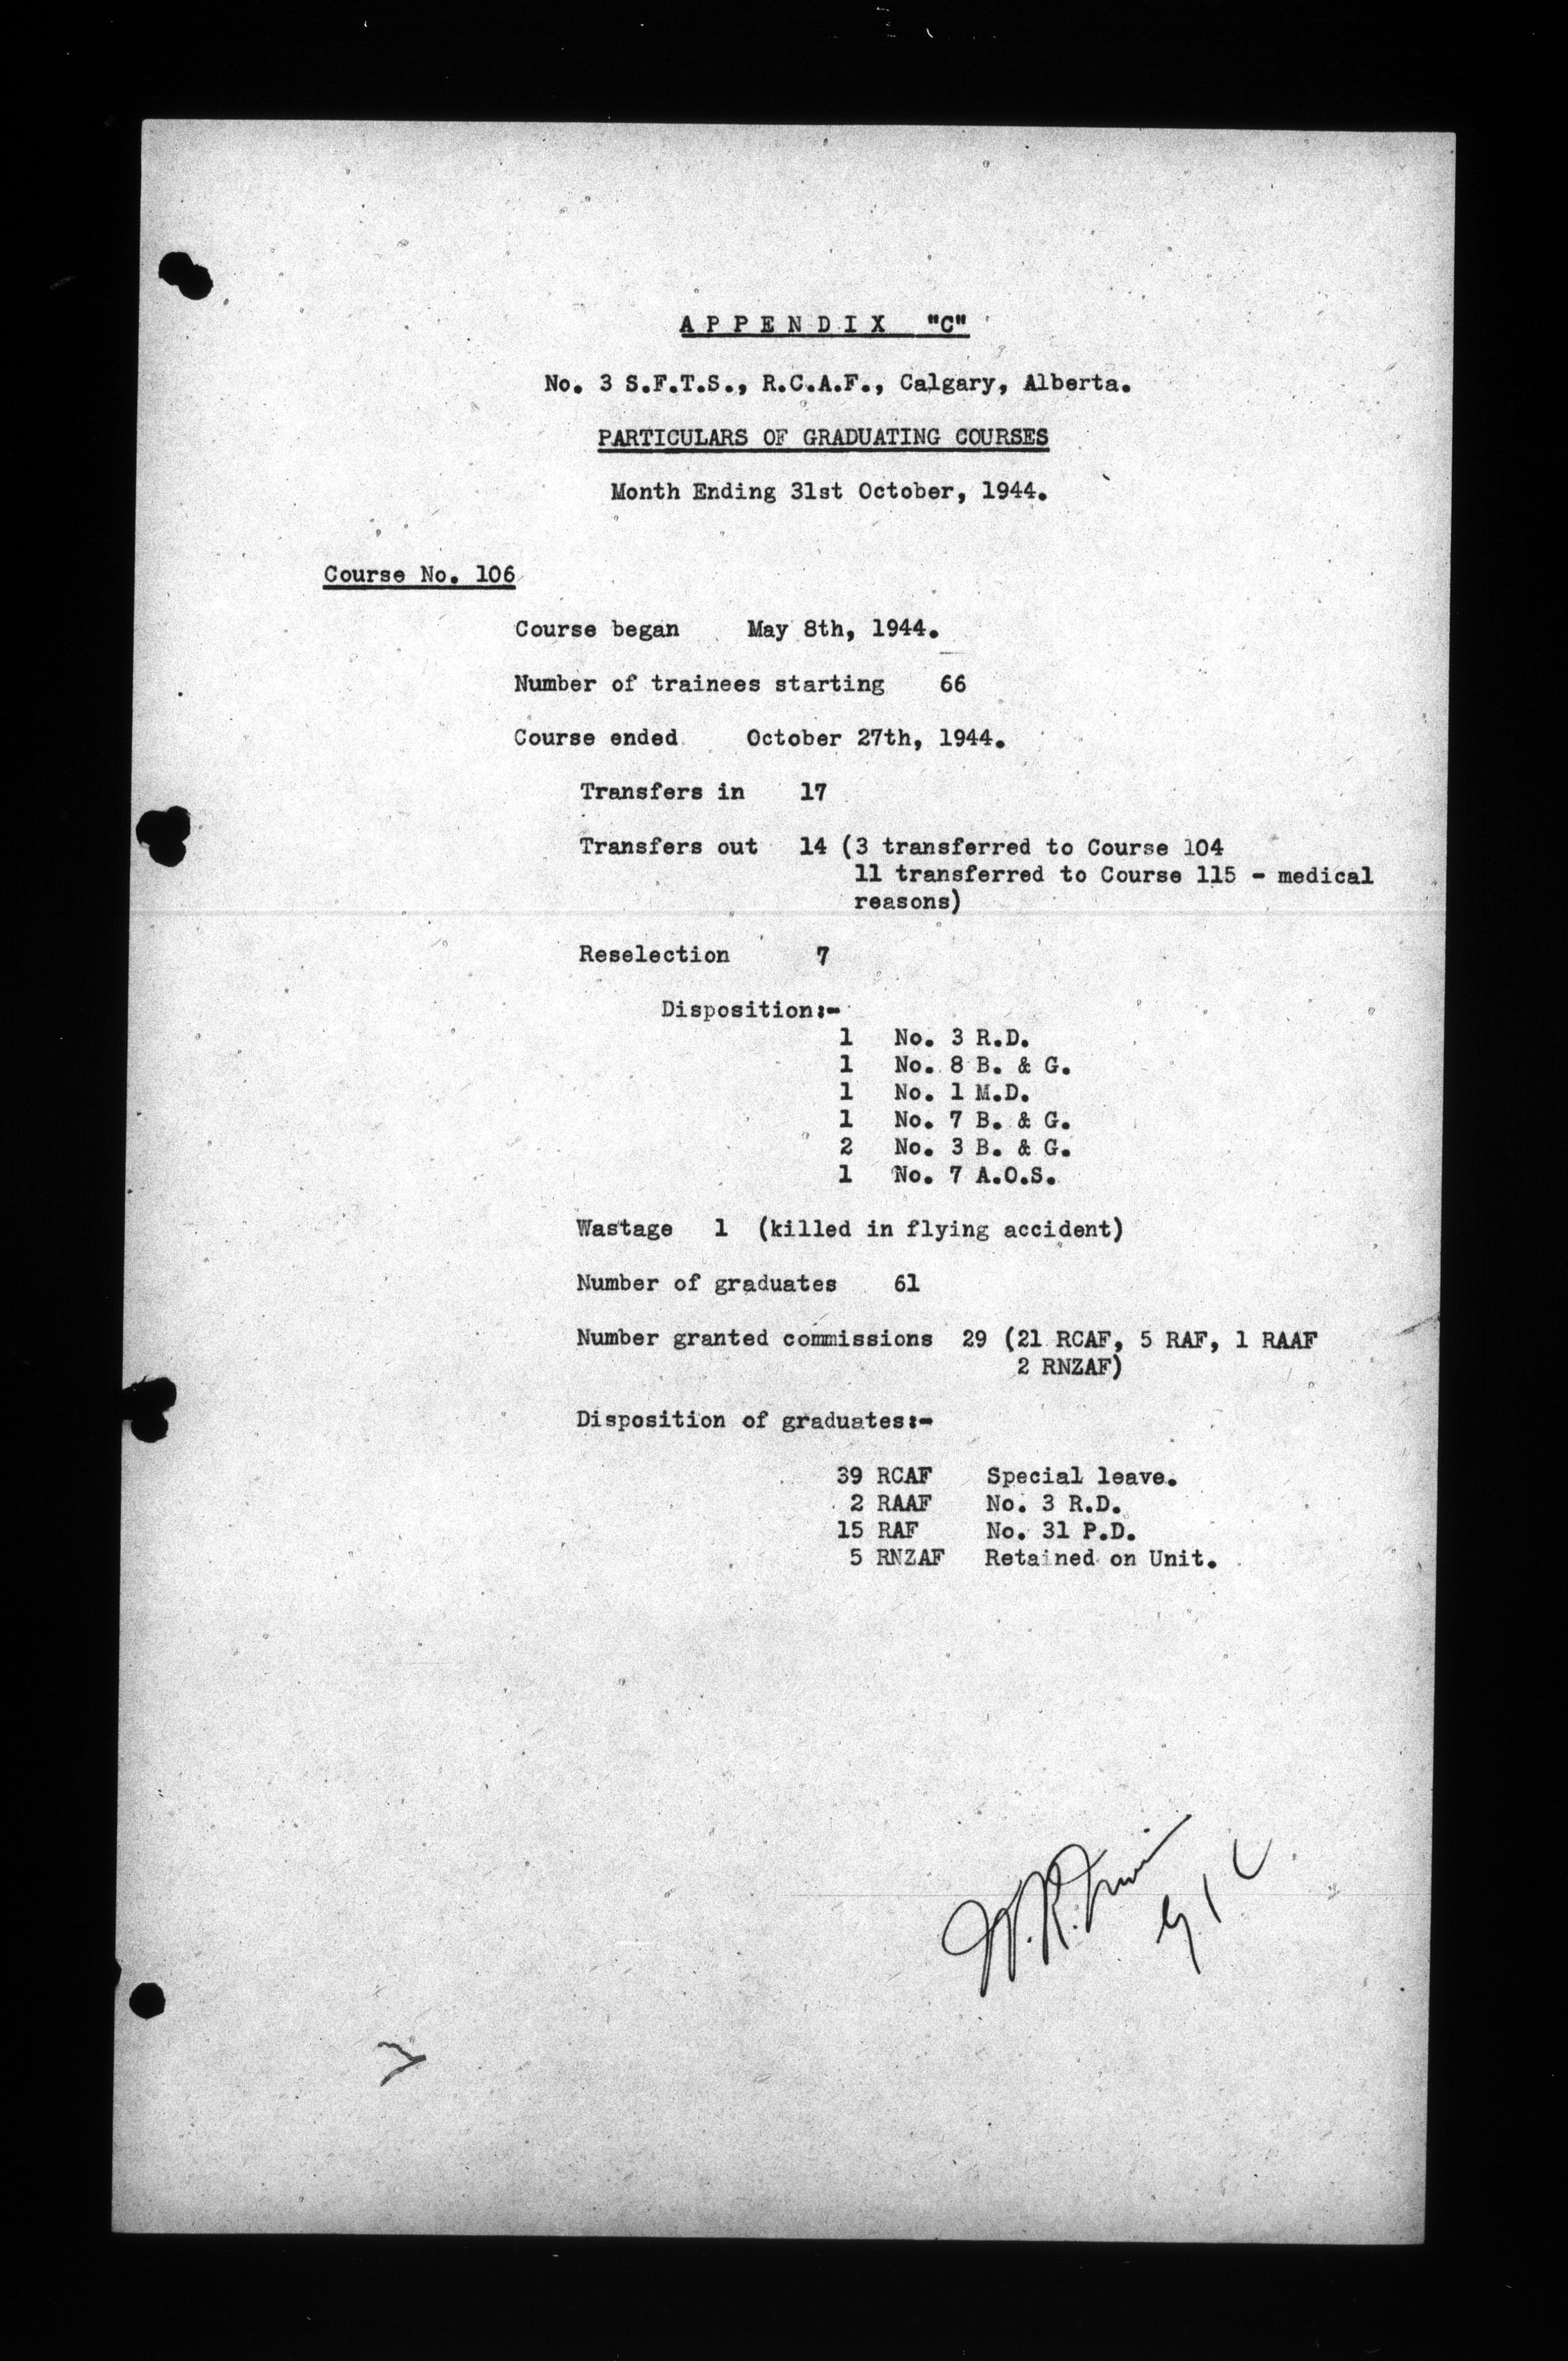 APPENDIX "C"
No. 3 S.F.T.S., R.C.A.F., Calgary, Alberta.
PARTICULARS OF GRADUATING COURSES
Month Ending 31st October, 1944.
Course No. 106
Course began May 8th, 1944.
Number of trainees starting 66
Course ended October 27th, 1944.
Transfers in 17
Transfers out 14 (3 transferred to Course 104
11 transferred to Course 115 - medical
reasons)
Reselection 7
Disposition:-
1 No. 3 R.D.
1 No. 8 B. & G.
1 No. 1 M.D.
1 No. 7 B. & G.
2 No. 3 B. & G.
1 No. 7 A.O.S.
Wastage 1 (killed in flying accident)
Number of graduates 61
Number granted commissions 29 (21 RCAF, 5 RAF, 1 RAAF
2 RNZAF)
Disposition of graduates:-
39 RCAF Special leave.
2 RAAF No. 3 R.D.
15 RAF No. 31 P.D.
5 RNZAF Retained on Unit.